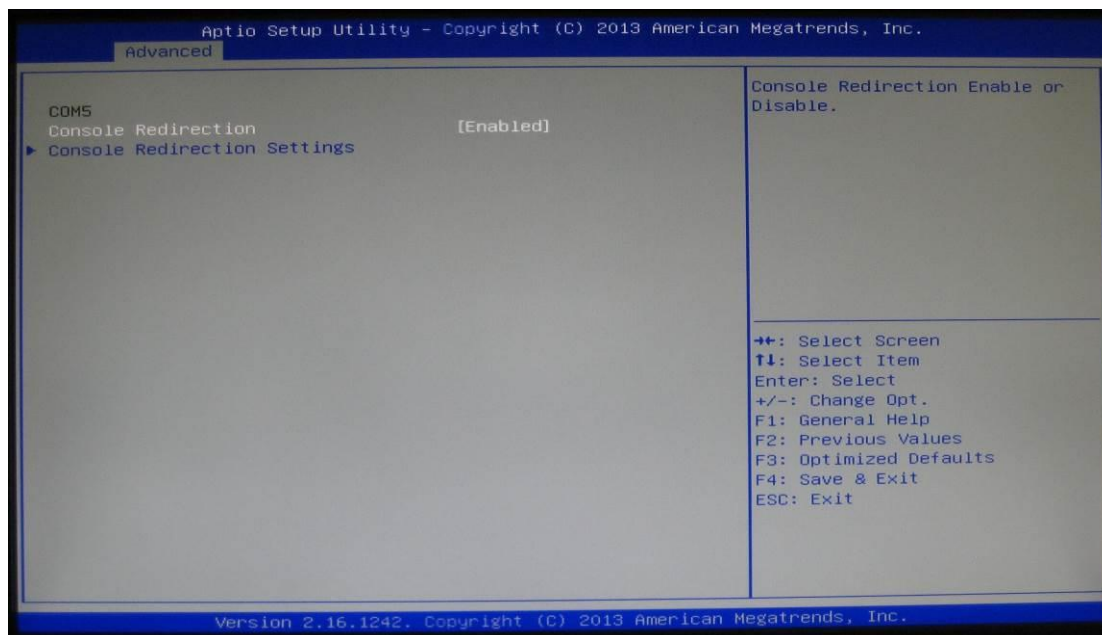 Aptio Setup Utility – Copyright (C) 2013 American Megatrends, Inc.
Advanced
COM5
Console Redirection [Enabled]
► Console Redirection Settings
Console Redirection Enable or
Disable.
→←: Select Screen
↑↓: Select Item
Enter: Select
+/-: Change Opt.
F1: General Help
F2: Previous Values
F3: Optimized Defaults
F4: Save & Exit
ESC: Exit
Version 2.16.1242. Copyright (C) 2013 American Megatrends, Inc.